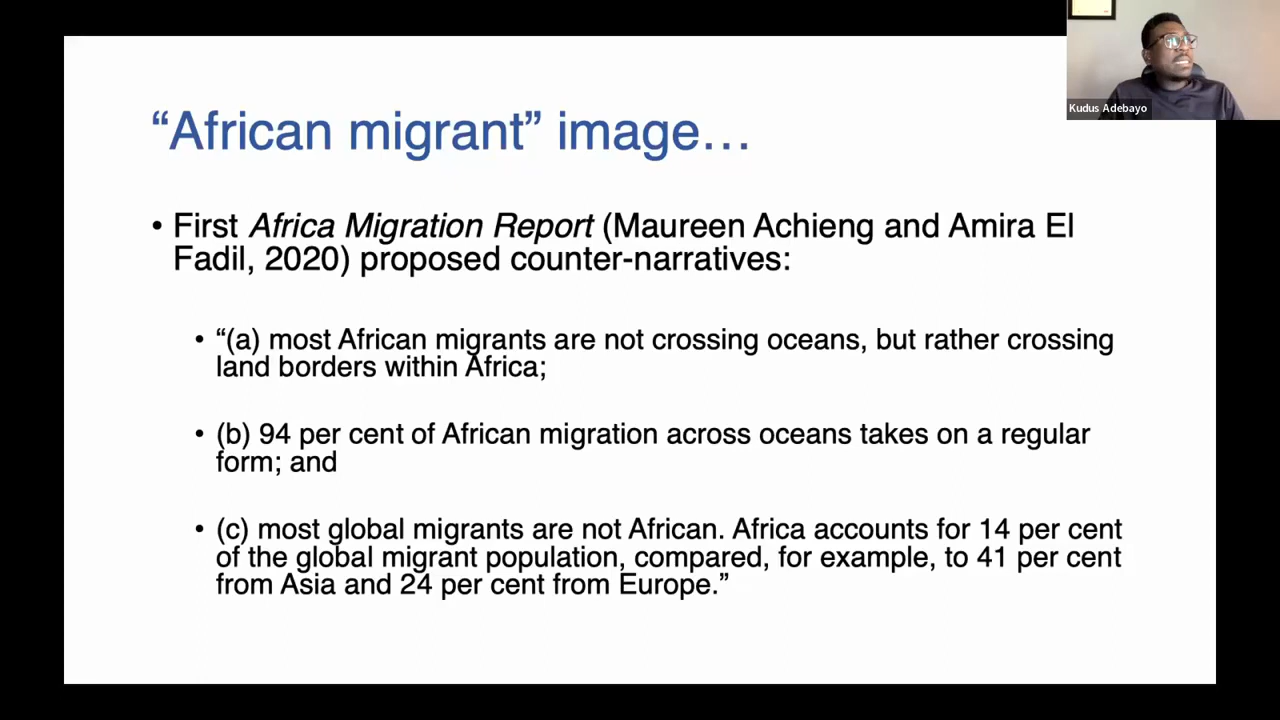 Kudus Adebayo
“African migrant” image…
• First Africa Migration Report (Maureen Achieng and Amira El
Fadil, 2020) proposed counter-narratives:
• “(a) most African migrants are not crossing oceans, but rather crossing
land borders within Africa;
• (b) 94 per cent of African migration across oceans takes on a regular
form; and
• (c) most global migrants are not African. Africa accounts for 14 per cent
of the global migrant population, compared, for example, to 41 per cent
from Asia and 24 per cent from Europe.”